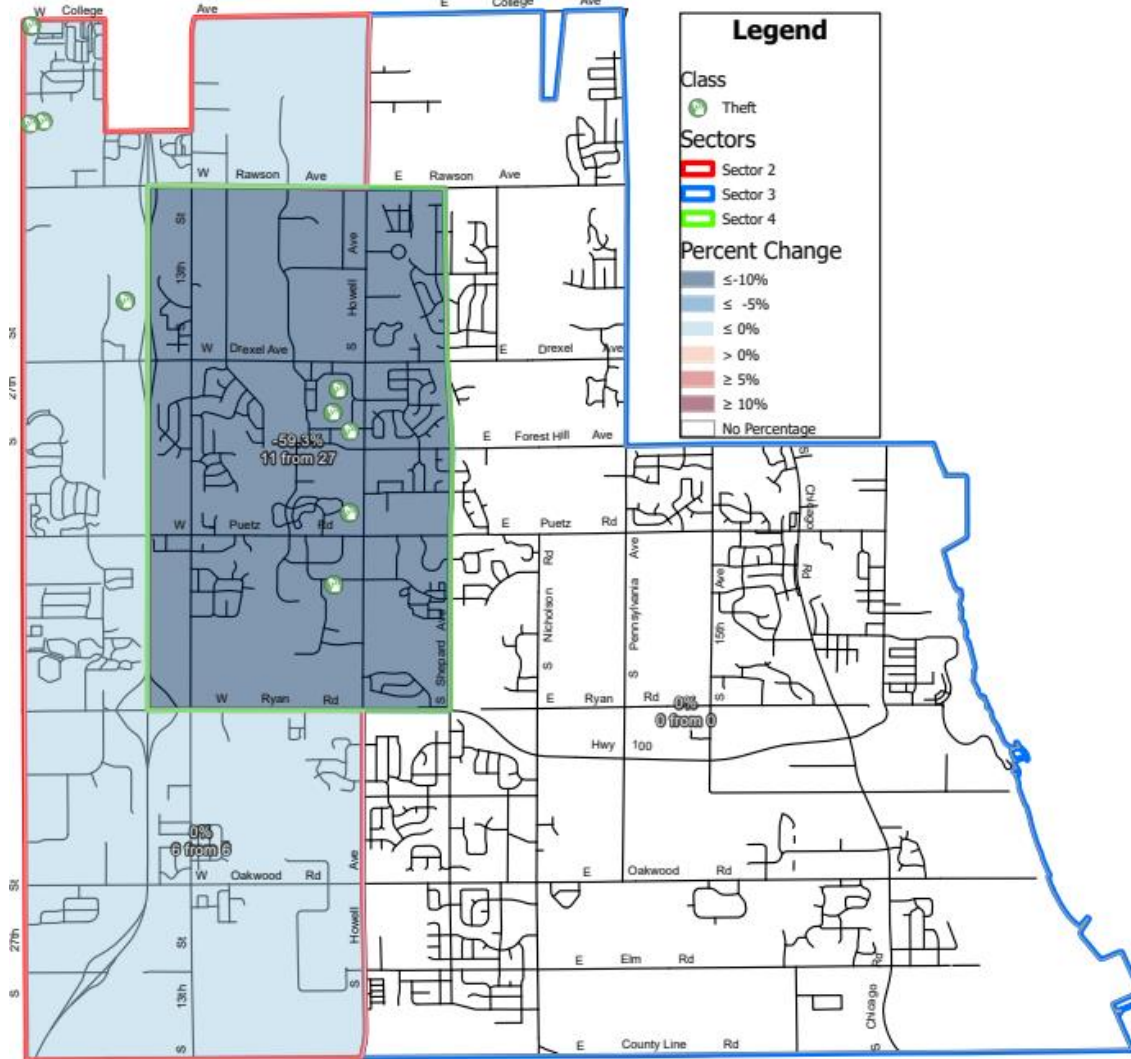 W College Ave
E College Ave
Legend
Class
Theft
Sectors
Sector 2
Sector 3
Sector 4
Percent Change
≤-10%
≤ -5%
≤ 0%
> 0%
≥ 5%
≥ 10%
No Percentage
W Rawson Ave
E Rawson Ave
S 13th St
S Howell Ave
S 27th St
W Drexel Ave
E Drexel Ave
-59.3%
11 from 27
E Forest Hill Ave
W Puetz Rd
E Puetz Rd
S Chicago Rd
S Nicholson Rd
S Pennsylvania Ave
S 15th Ave
S Shepard Ave
W Ryan Rd
E Ryan Rd
0%
0 from 0
Hwy 100
0%
6 from 6
W Oakwood Rd
E Oakwood Rd
S Howell Ave
S 27th St
S 13th St
E Elm Rd
S Chicago Rd
E County Line Rd